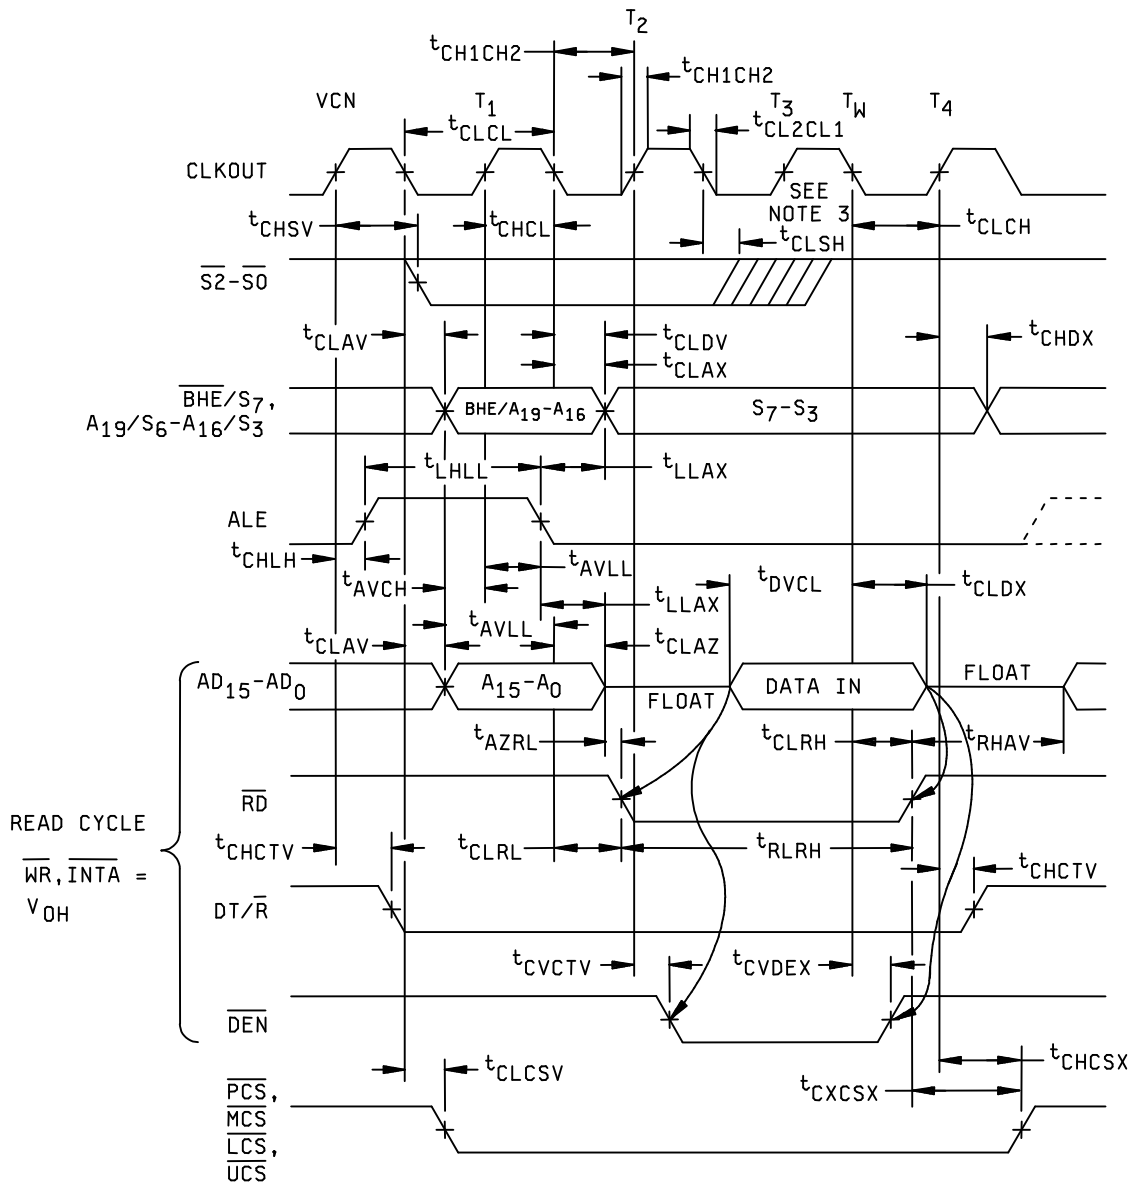 T2
tCH1CH2
tCH1CH2
VCN T1 T3 TW T4
tCLCL tCL2CL1
CLKOUT
SEE
NOTE 3
tCHSV tCHCL tCLCH
tCLSH
S2-S0
tCLAV tCLDV tCHDX
tCLAX
BHE/S7,
A19/S6-A16/S3
BHE/A19-A16 S7-S3
tLHLL tLLAX
ALE
tCHLH tAVLL
tAVCH tDVCL tCLDX
tLLAX
tAVLL
tCLAV tCLAZ
AD15-AD0 A15-A0 FLOAT DATA IN FLOAT
tAZRL tCLRH tRHAV
RD
READ CYCLE
WR, INTA =
VOH
tCHCTV tCLRL tRLRH tCHCTV
DT/R
tCVCTV tCVDEX
DEN
tCLCSV tCHCSX
tCXCSX
PCS,
MCS
LCS,
UCS